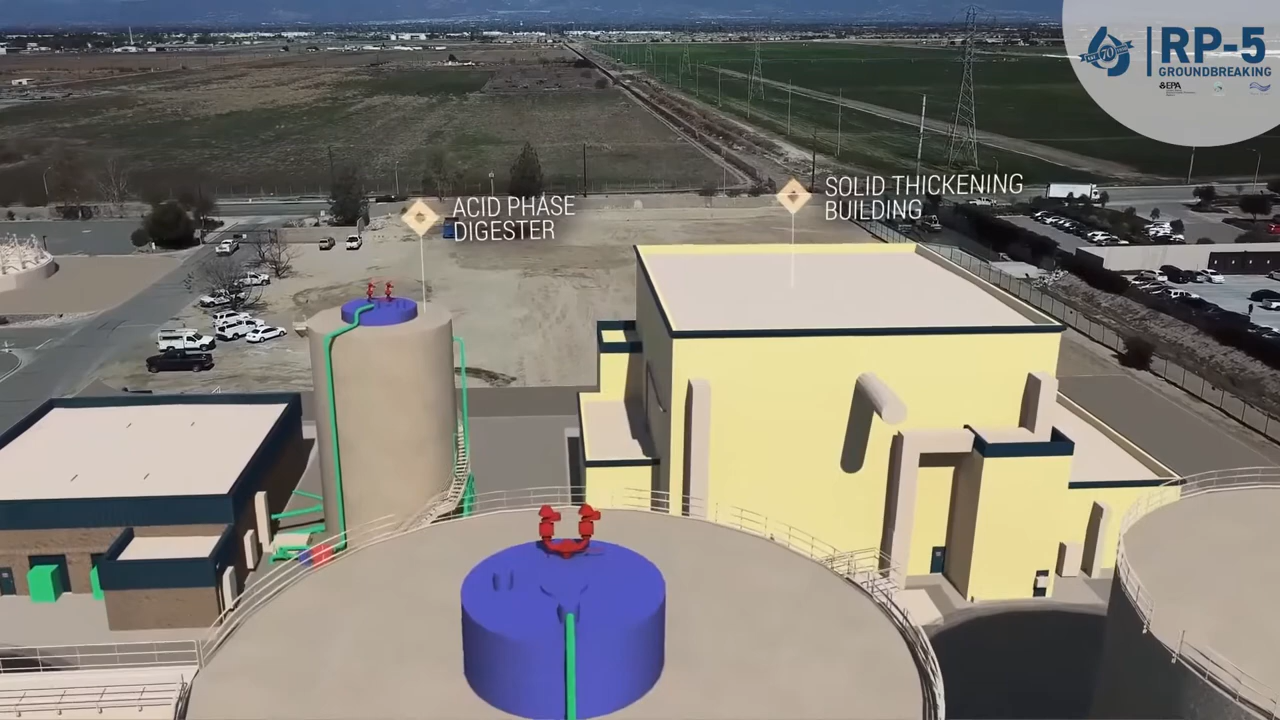 RP-5
GROUNDBREAKING
EPA
ACID PHASE
DIGESTER
SOLID THICKENING
BUILDING